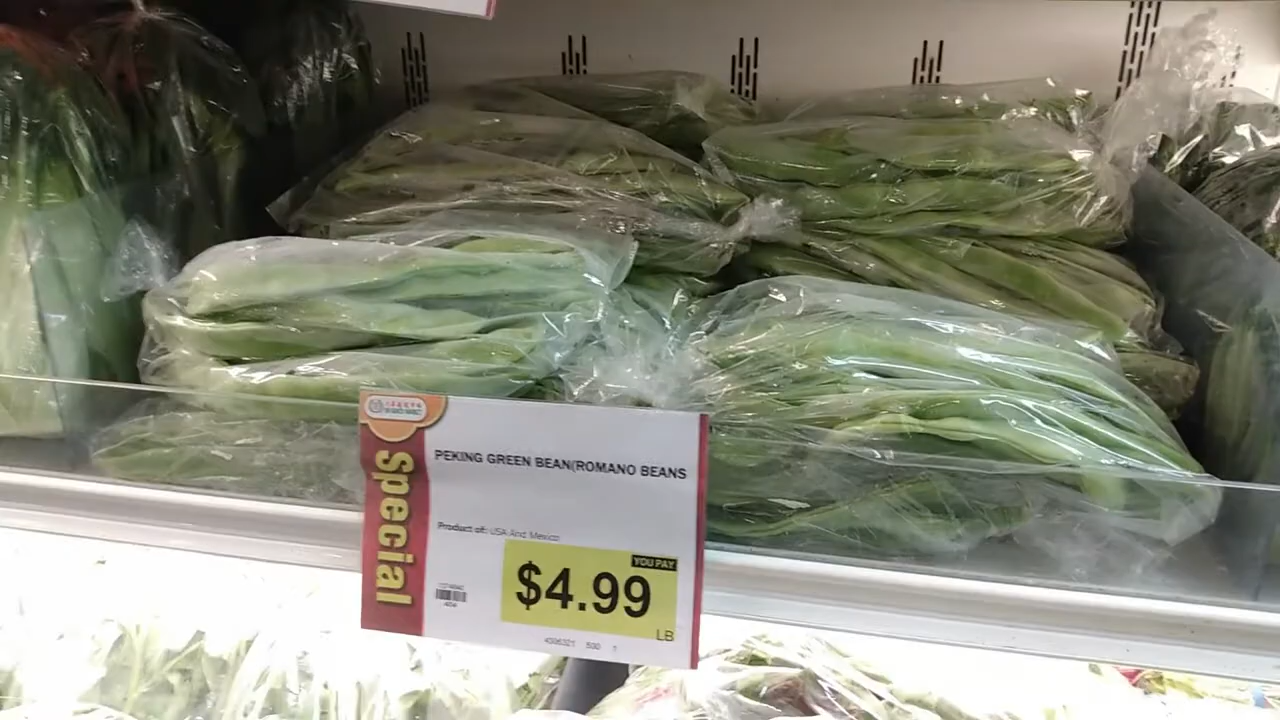 Special
PEKING GREEN BEAN(ROMANO BEANS
Product of: USA And Mexico
YOU PAY
$4.99
LB